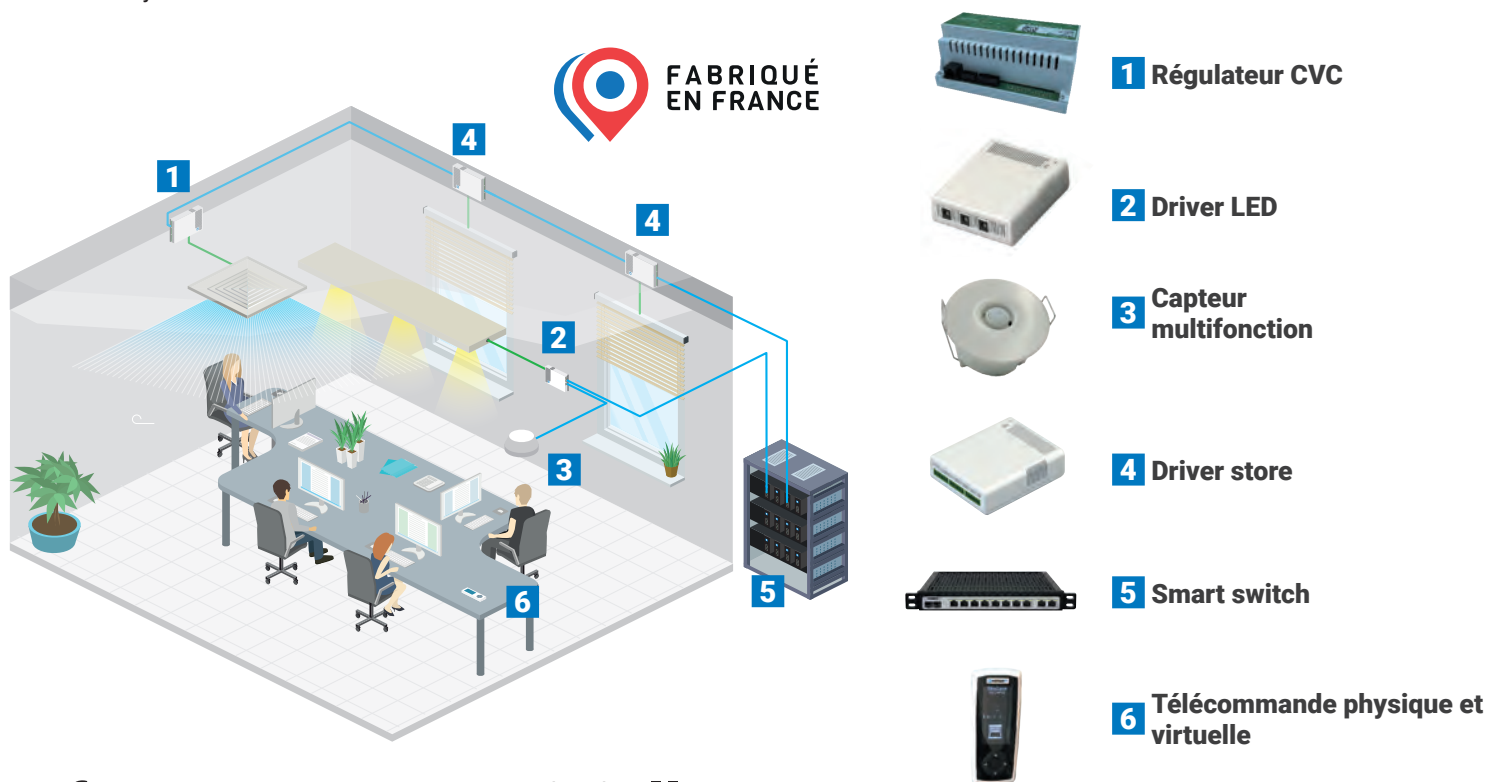 FABRIQUÉ
EN FRANCE
1
4
4
2
3
5
6
1 Régulateur CVC
2 Driver LED
3 Capteur
multifonction
4 Driver store
5 Smart switch
6 Télécommande physique et
virtuelle